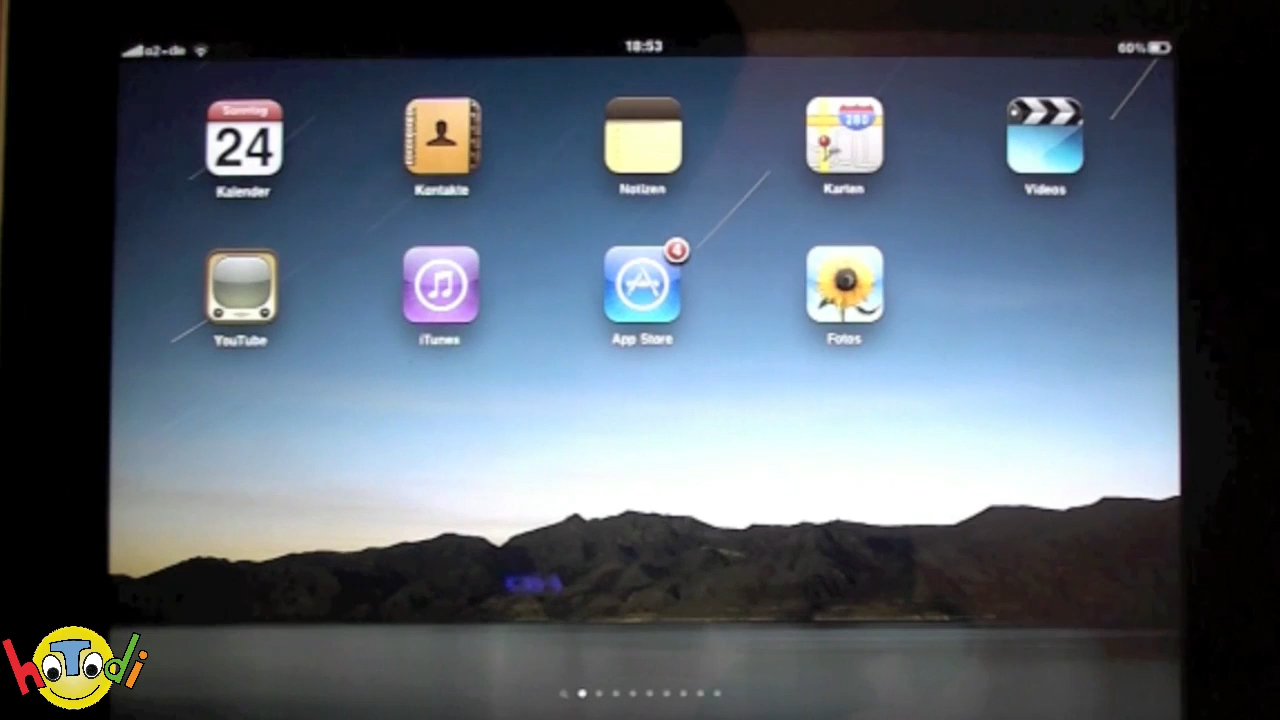 o2-de 18:53 60%
Sonntag
24
280
Kalender Kontakte Notizen Karten Videos
4
YouTube iTunes App Store Fotos
hoTodi